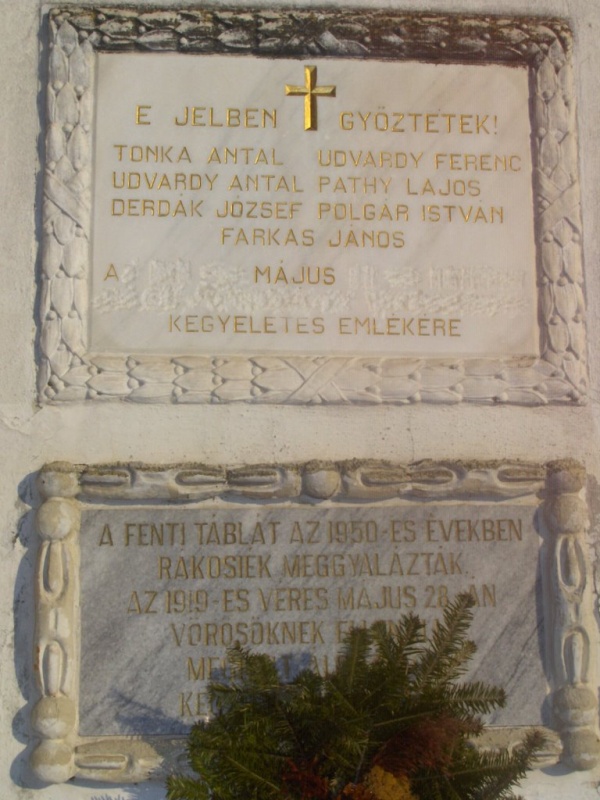 E JELBEN GYŐZTETEK!
TONKA ANTAL UDVARDY FERENC
UDVARDY ANTAL PATHY LAJOS
DERDÁK JÓZSEF POLGÁR ISTVÁN
FARKAS JÁNOS
A MÁJUS
KEGYELETES EMLÉKÉRE
A FENTI TÁBLÁT AZ 1950-ES ÉVEKBEN
RÁKOSIÉK MEGGYALÁZTÁK.
AZ 1919-ES VÉRES MÁJUS 28-ÁN
VÖRÖSÖKNEK